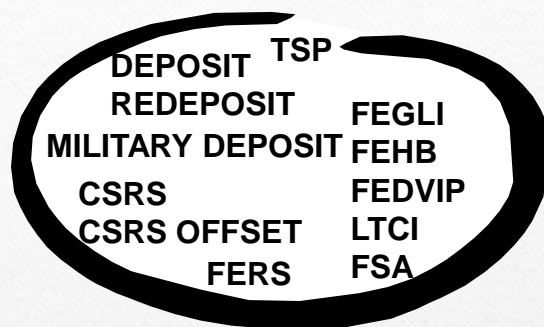 TSP
DEPOSIT
REDEPOSIT
MILITARY DEPOSIT
CSRS
CSRS OFFSET
FERS
FEGLI
FEHB
FEDVIP
LTCI
FSA